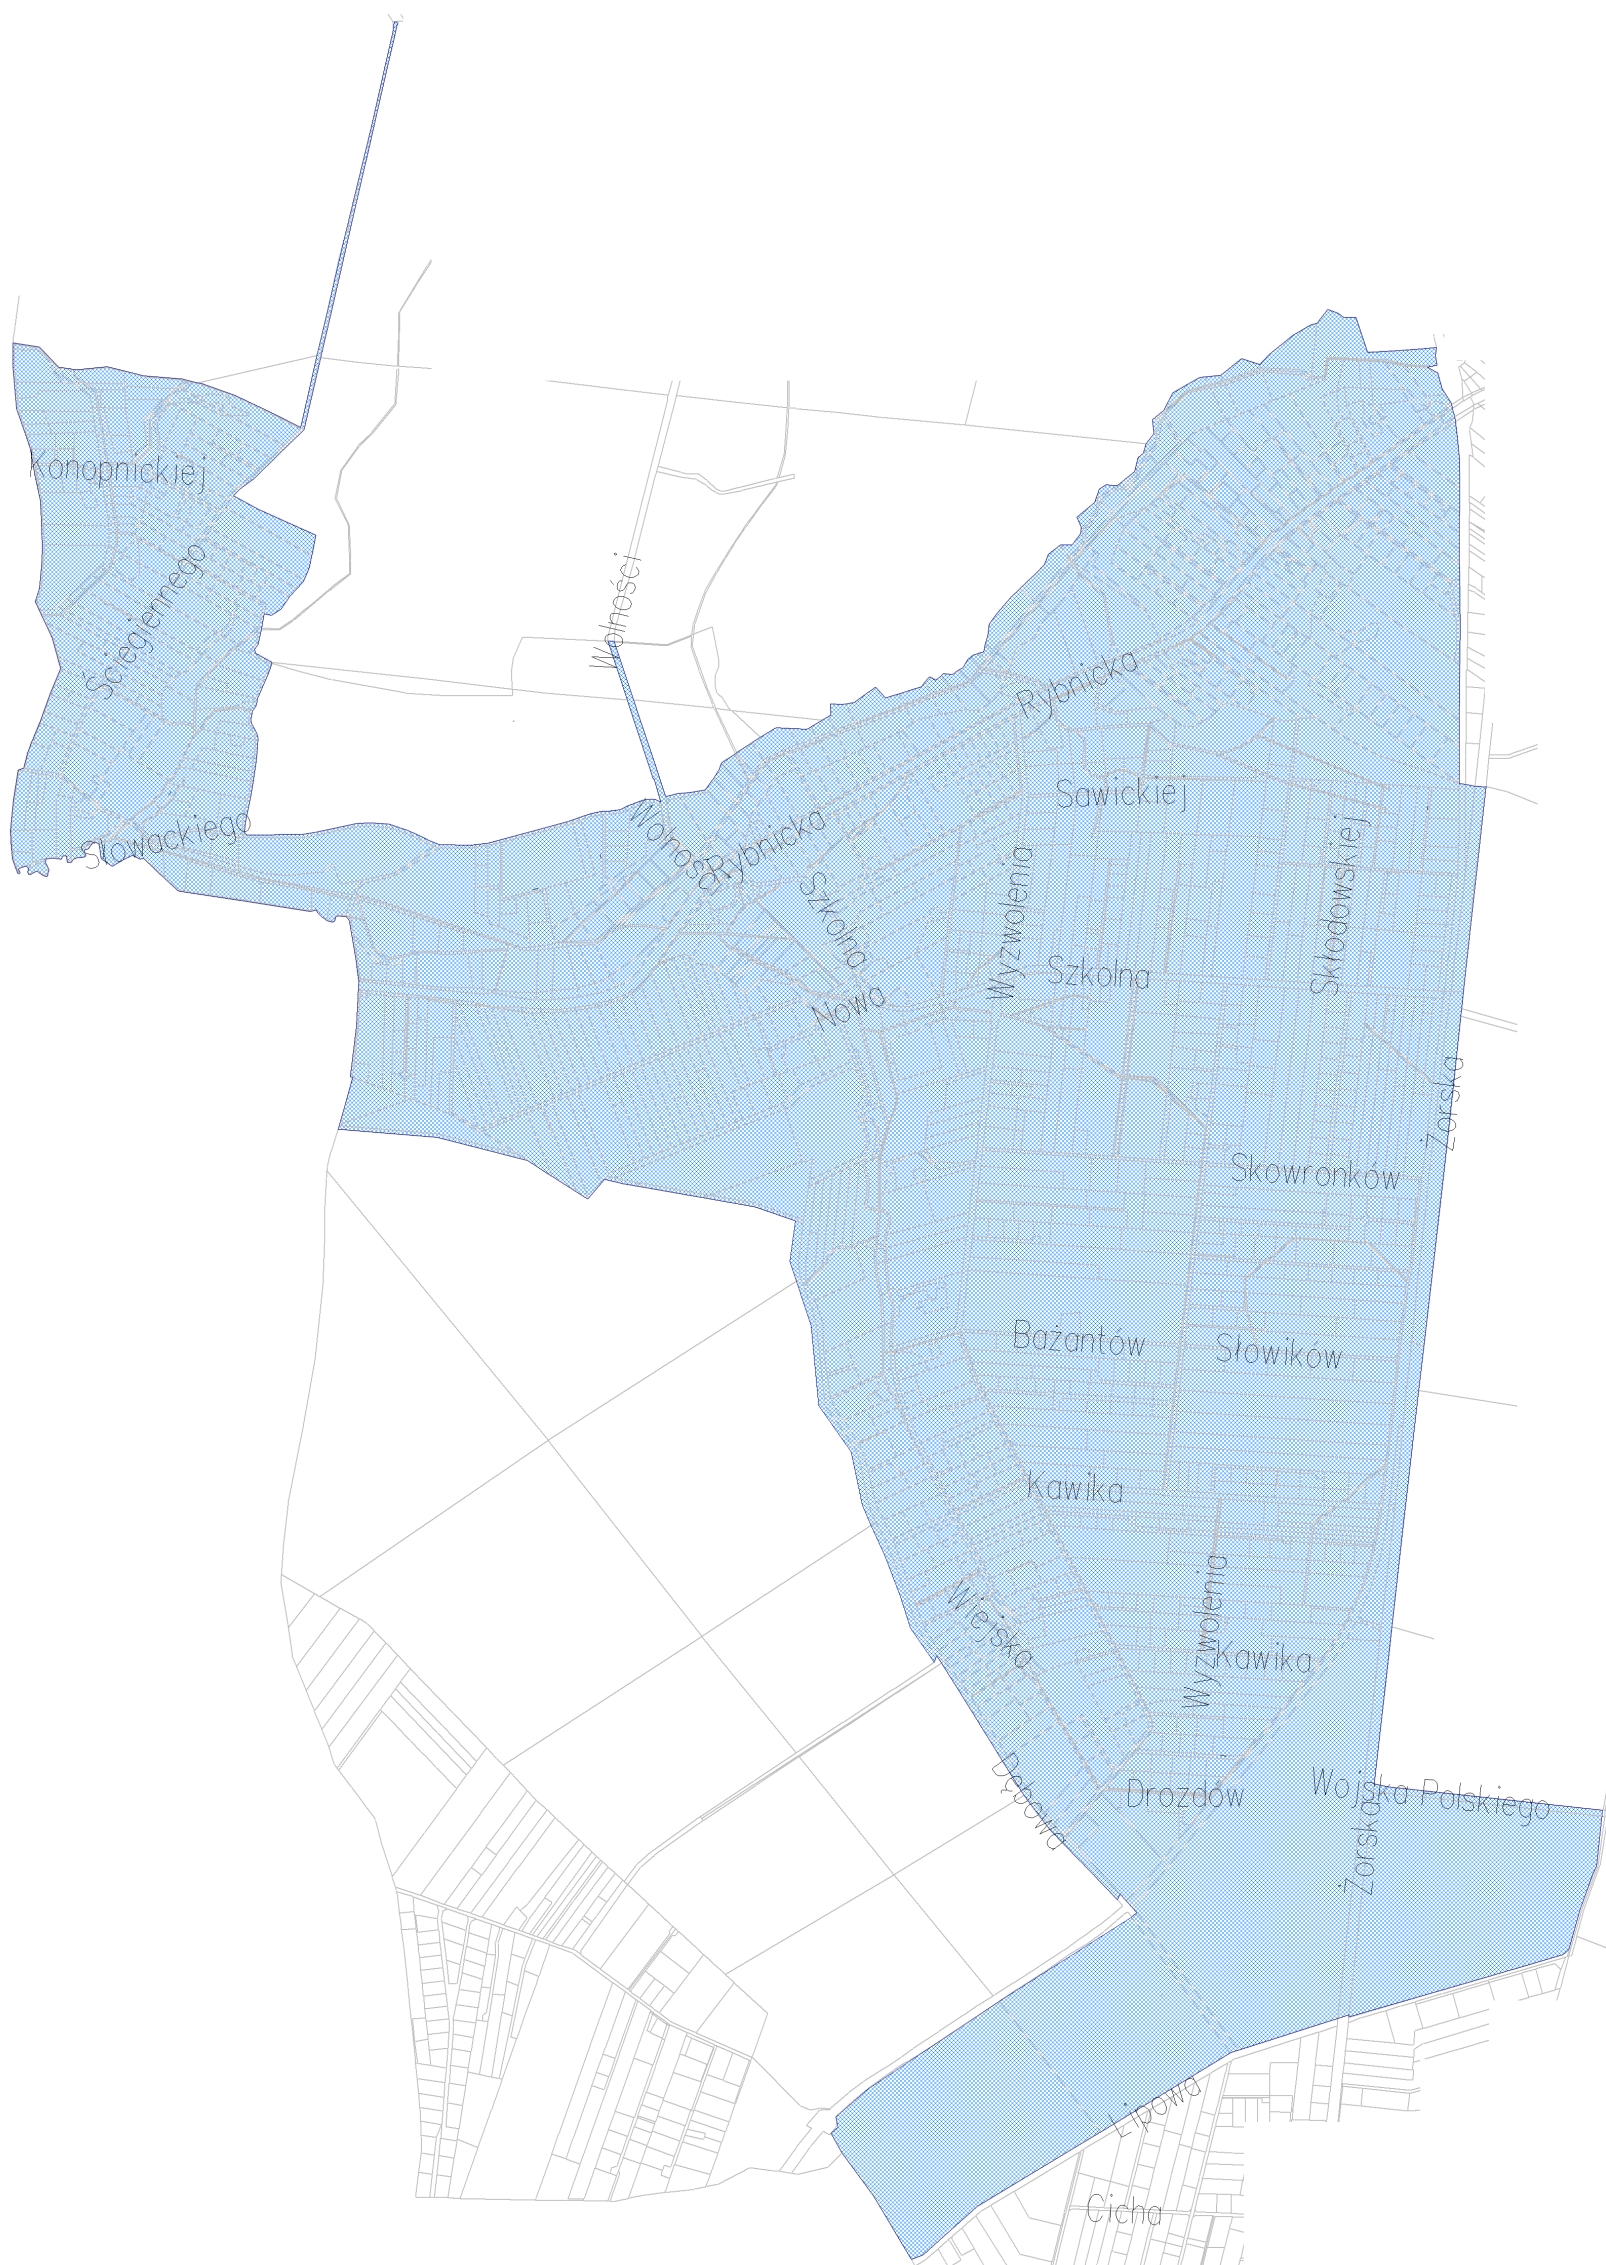 Konopnickiej
Ściegiennego
Słowackiego
Wolności
Wolności
Rybnicka
Rybnicka
Sawickiej
Szkolna
Wyzwolenia
Skłodowskiej
Szkolna
Nowa
Żorska
Skowronków
Bażantów
Słowików
Kawika
Wyzwolenia
Wiejska
Kawika
Dębowa
Drozdów
Wojska Polskiego
Żorska
Lipowa
Cicha